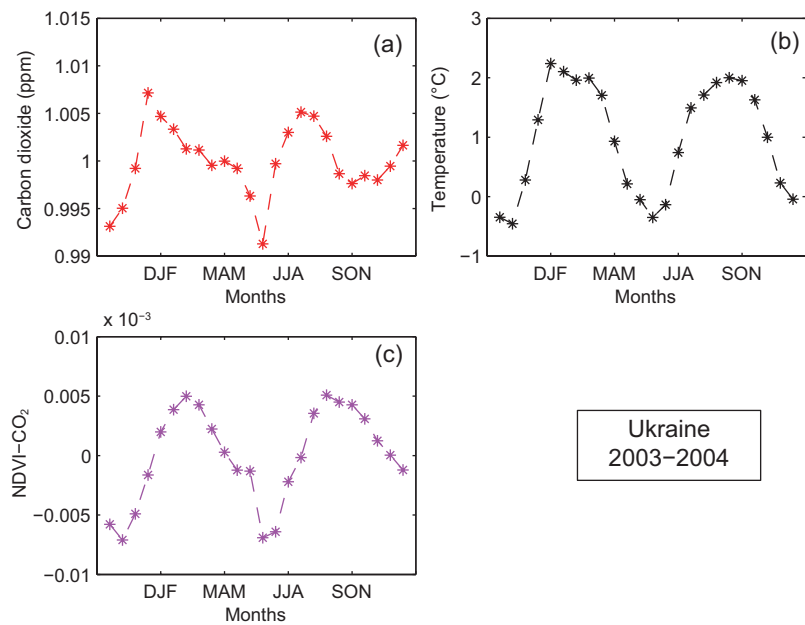 (a)
Carbon dioxide (ppm)
1.015
1.01
1.005
1
0.995
0.99
DJF MAM JJA SON
Months
(b)
Temperature (°C)
3
2
1
0
−1
DJF MAM JJA SON
Months
x 10⁻³
(c)
NDVI−CO₂
0.01
0.005
0
−0.005
−0.01
DJF MAM JJA SON
Months
Ukraine
2003−2004